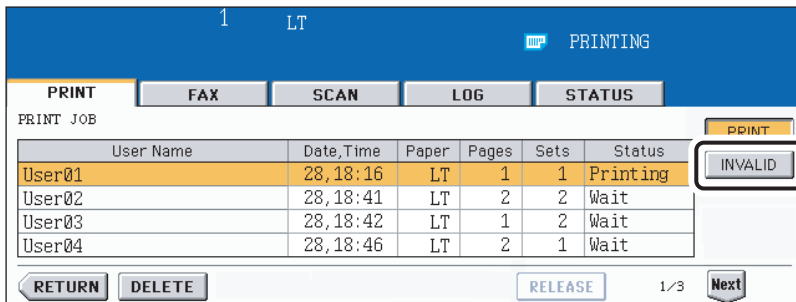 1 LT
PRINTING
PRINT FAX SCAN LOG STATUS
PRINT JOB
PRINT
User Name Date,Time Paper Pages Sets Status
INVALID
User01 28,18:16 LT 1 1 Printing
User02 28,18:41 LT 2 2 Wait
User03 28,18:42 LT 1 2 Wait
User04 28,18:46 LT 2 1 Wait
RETURN DELETE RELEASE 1/3 Next